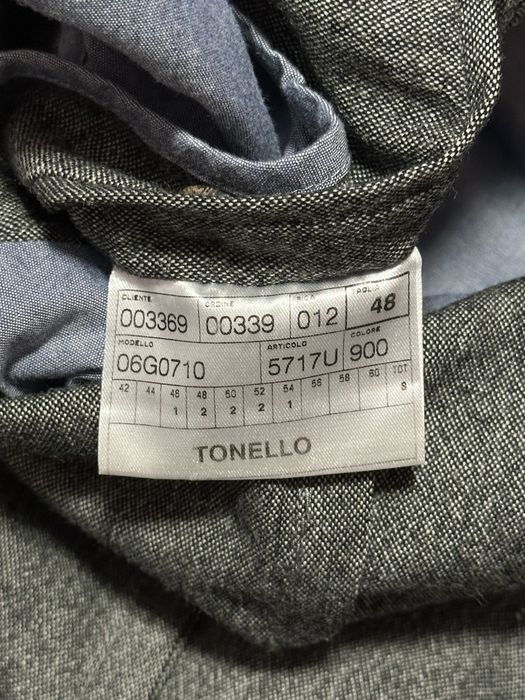 CLIENTE ORDINE RIGA TAGLIA
003369 00339 012 48
MODELLO ARTICOLO COLORE
06G0710 5717U 900
42 44 46 48 50 52 54 56 58 60 TOT
1 2 2 2 1 8
TONELLO